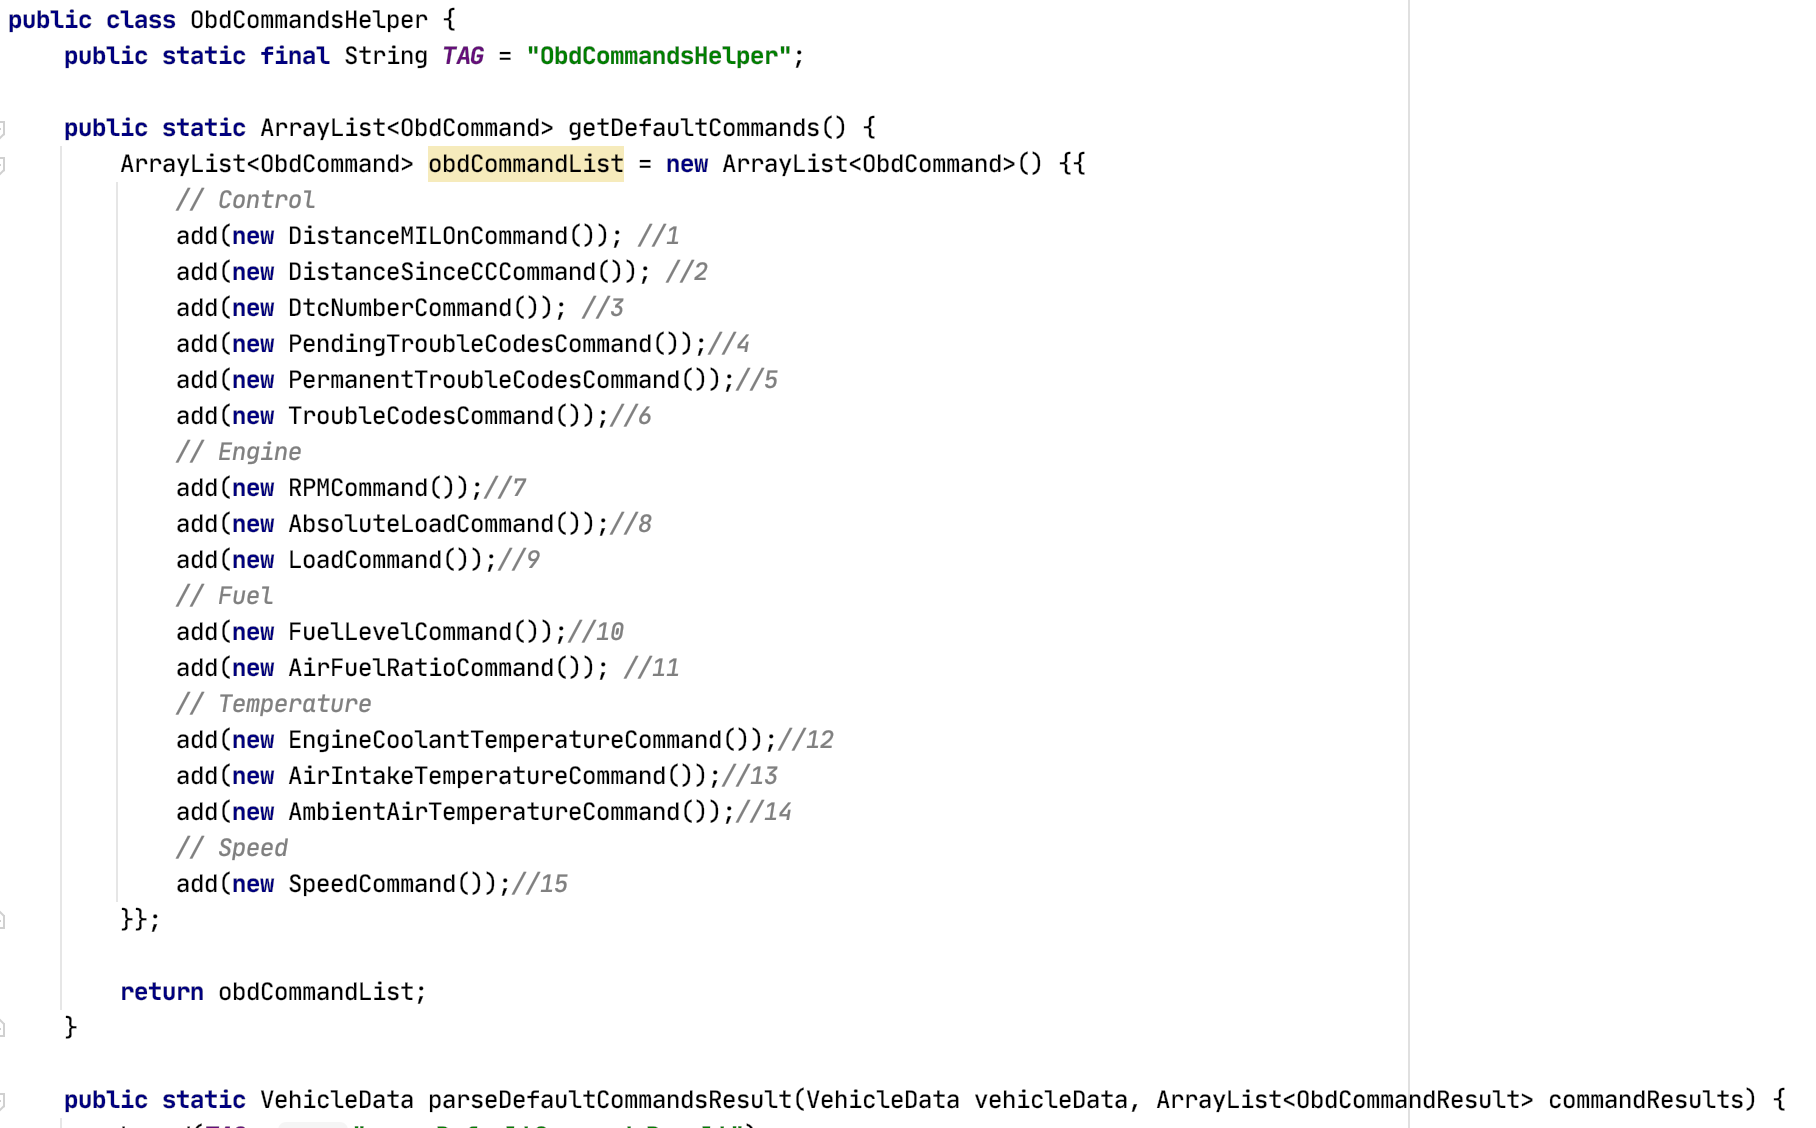 public class ObdCommandsHelper {
public static final String TAG = "ObdCommandsHelper";
public static ArrayList<ObdCommand> getDefaultCommands() {
ArrayList<ObdCommand> obdCommandList = new ArrayList<ObdCommand>() {{
// Control
add(new DistanceMILOnCommand()); //1
add(new DistanceSinceCCCommand()); //2
add(new DtcNumberCommand()); //3
add(new PendingTroubleCodesCommand());//4
add(new PermanentTroubleCodesCommand());//5
add(new TroubleCodesCommand());//6
// Engine
add(new RPMCommand());//7
add(new AbsoluteLoadCommand());//8
add(new LoadCommand());//9
// Fuel
add(new FuelLevelCommand());//10
add(new AirFuelRatioCommand()); //11
// Temperature
add(new EngineCoolantTemperatureCommand());//12
add(new AirIntakeTemperatureCommand());//13
add(new AmbientAirTemperatureCommand());//14
// Speed
add(new SpeedCommand());//15
}};
return obdCommandList;
}
public static VehicleData parseDefaultCommandsResult(VehicleData vehicleData, ArrayList<ObdCommandResult> commandResults) {